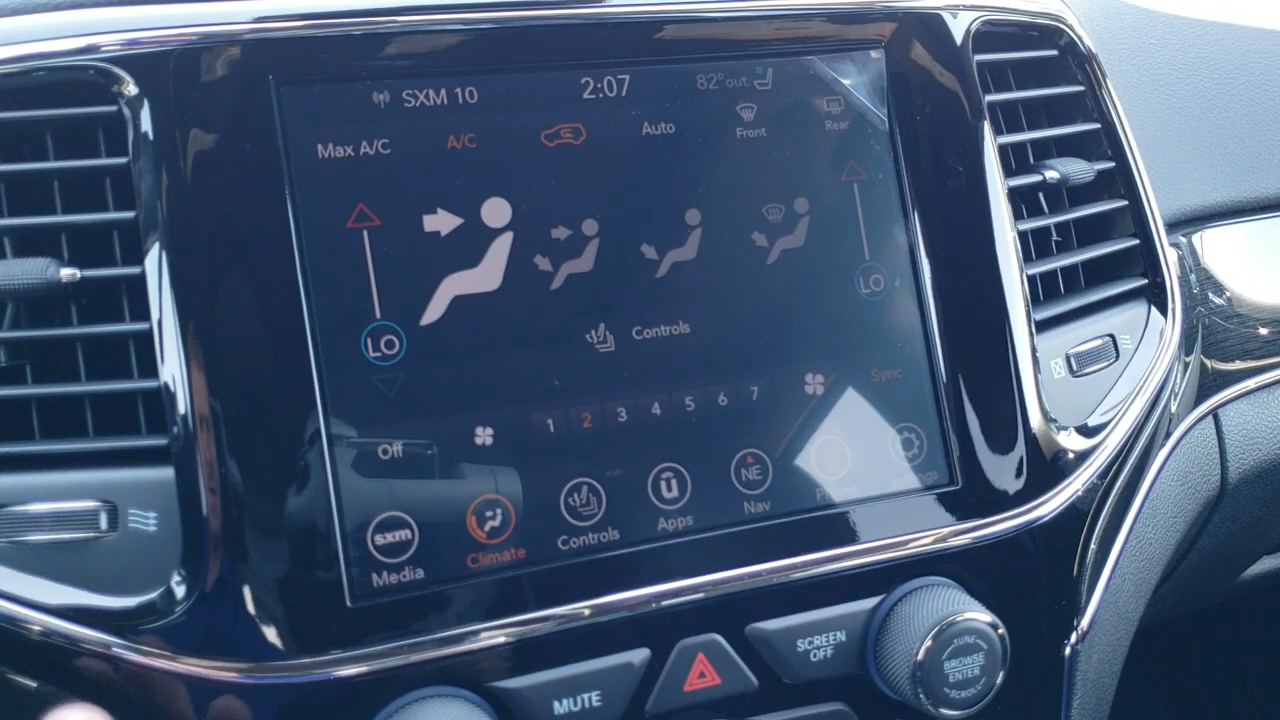 SXM 10
2:07
82° out.
Max A/C
A/C
Auto
Front
Rear
LO
LO
Controls
1 2 3 4 5 6 7
Sync
Off
sxm
Media
Climate
Controls
Apps
NE
Nav
Settings
MUTE
SCREEN
OFF
TUNE
BROWSE
ENTER
SCROLL